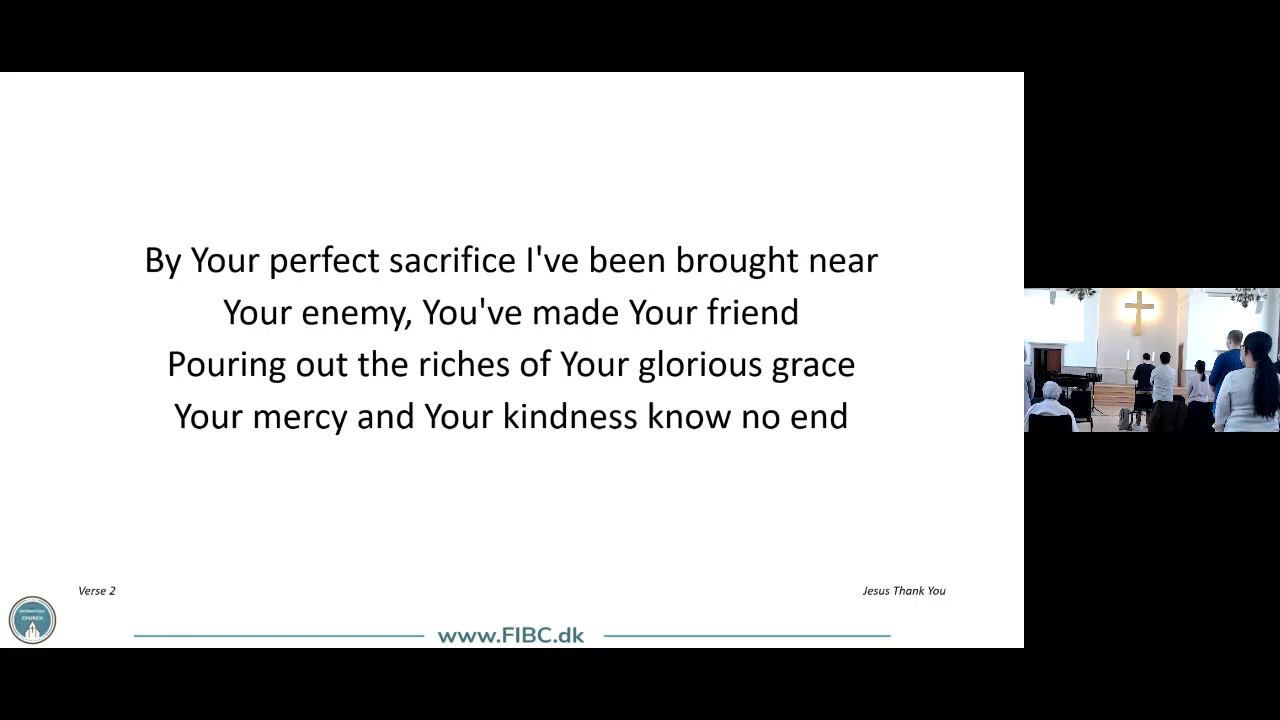 By Your perfect sacrifice I've been brought near
Your enemy, You've made Your friend
Pouring out the riches of Your glorious grace
Your mercy and Your kindness know no end
Verse 2
Jesus Thank You
INTERNATIONAL
CHURCH
www.FIBC.dk